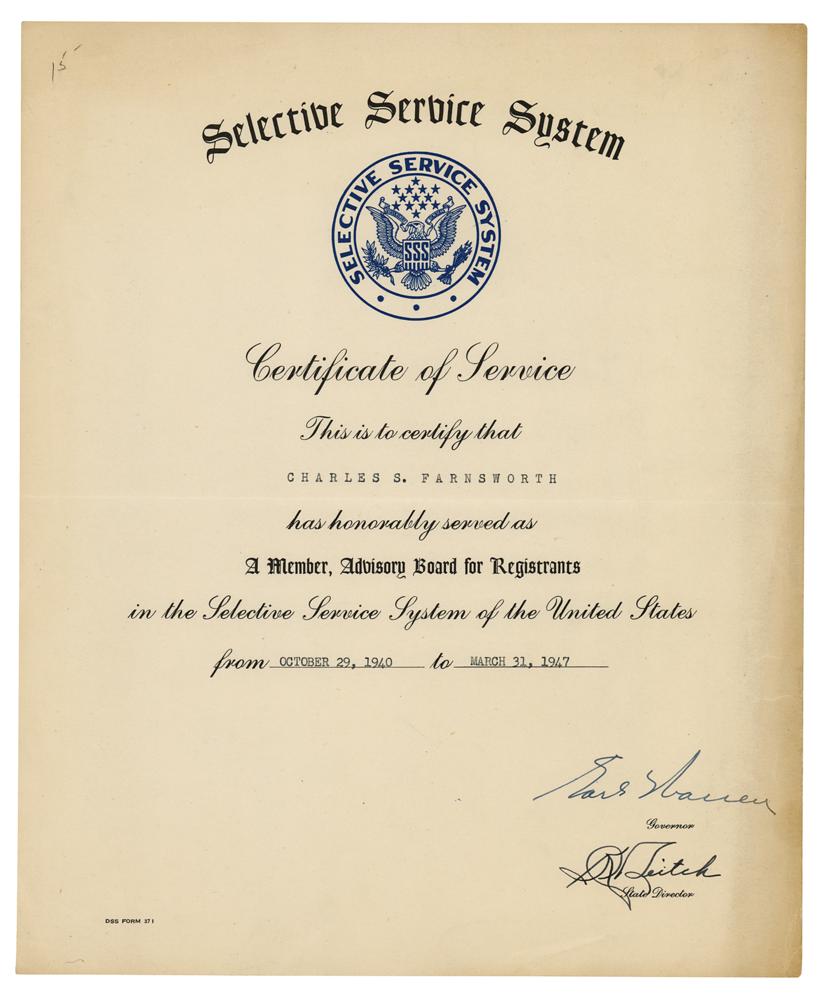 15
Selective Service System
SELECTIVE SERVICE SYSTEM
SSS
Certificate of Service
This is to certify that
CHARLES S. FARNSWORTH
has honorably served as
A Member, Advisory Board for Registrants
in the Selective Service System of the United States
from OCTOBER 29, 1940 to MARCH 31, 1947
Earl Warren
Governor
Leitch
State Director
DSS FORM 371